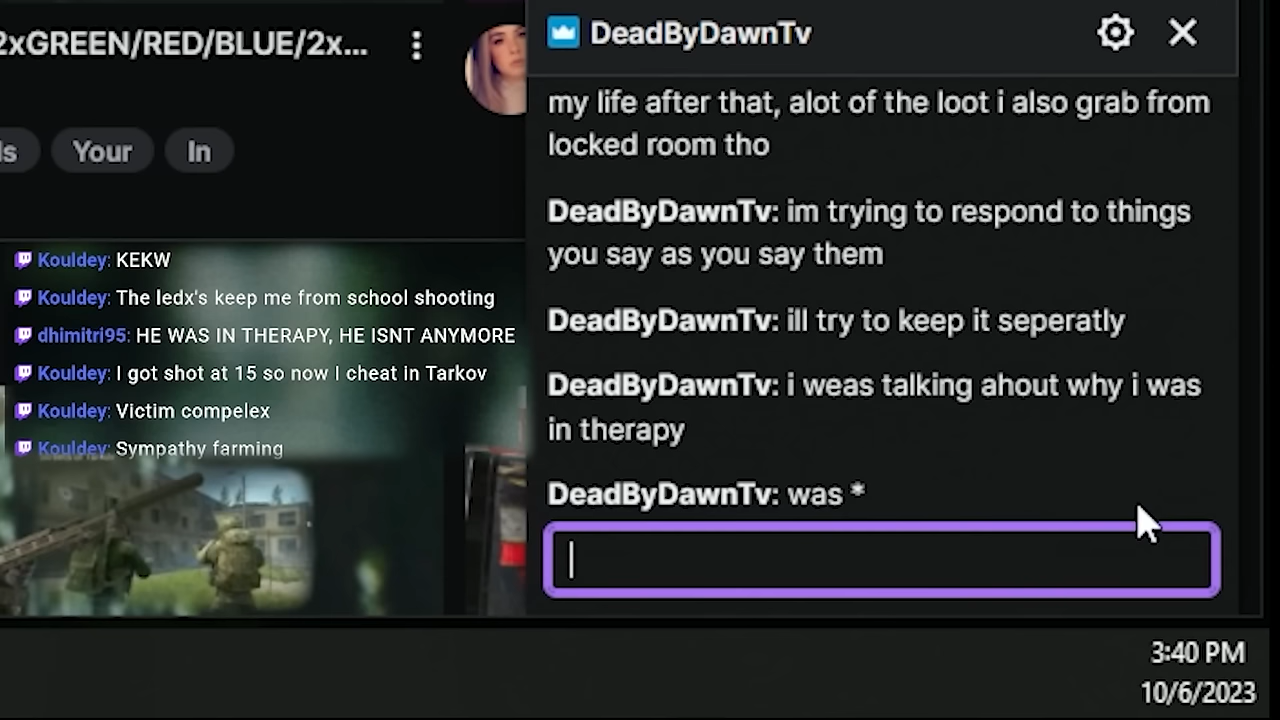 2xGREEN/RED/BLUE/2x...
ls
Your
In
Kouldey: KEKW
Kouldey: The ledx's keep me from school shooting
dhimitri95: HE WAS IN THERAPY, HE ISNT ANYMORE
Kouldey: I got shot at 15 so now I cheat in Tarkov
Kouldey: Victim compelex
Kouldey: Sympathy farming
DeadByDawnTv
my life after that, alot of the loot i also grab from
locked room tho
DeadByDawnTv: im trying to respond to things
you say as you say them
DeadByDawnTv: ill try to keep it seperatly
DeadByDawnTv: i weas talking ahout why i was
in therapy
DeadByDawnTv: was *
3:40 PM
10/6/2023